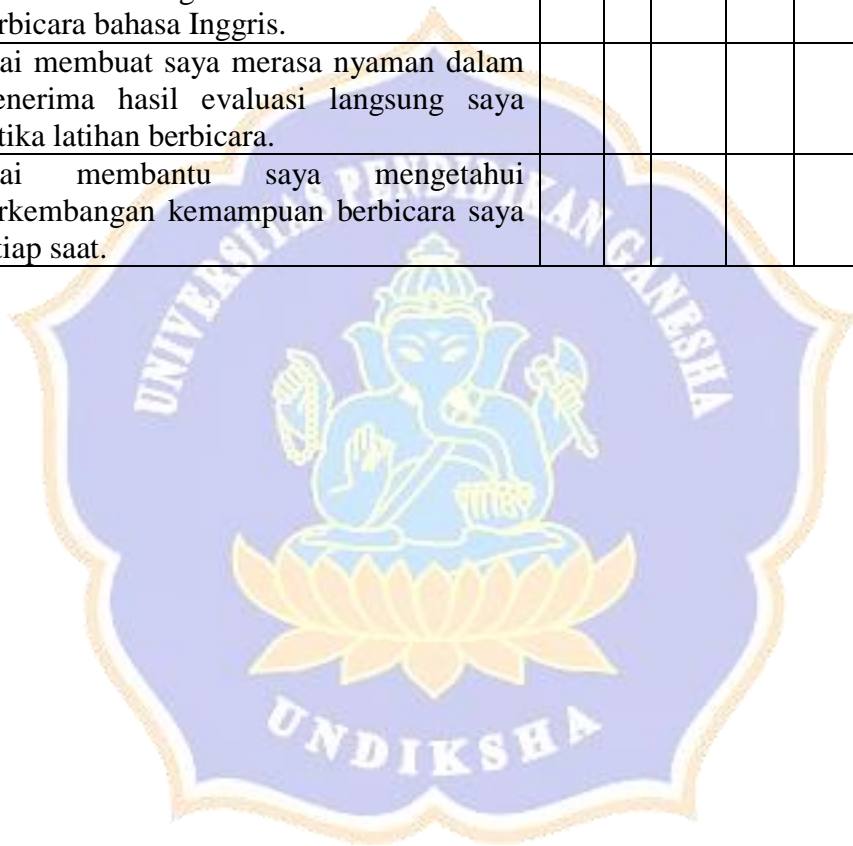 rbicara bahasa Inggris.
ai membuat saya merasa nyaman dalam
enerima hasil evaluasi langsung saya
tika latihan berbicara.
ai membantu saya mengetahui
rkembangan kemampuan berbicara saya
tiap saat.
UNIVERSITAS PENDIDIKAN GANESHA
UNDIKSHA